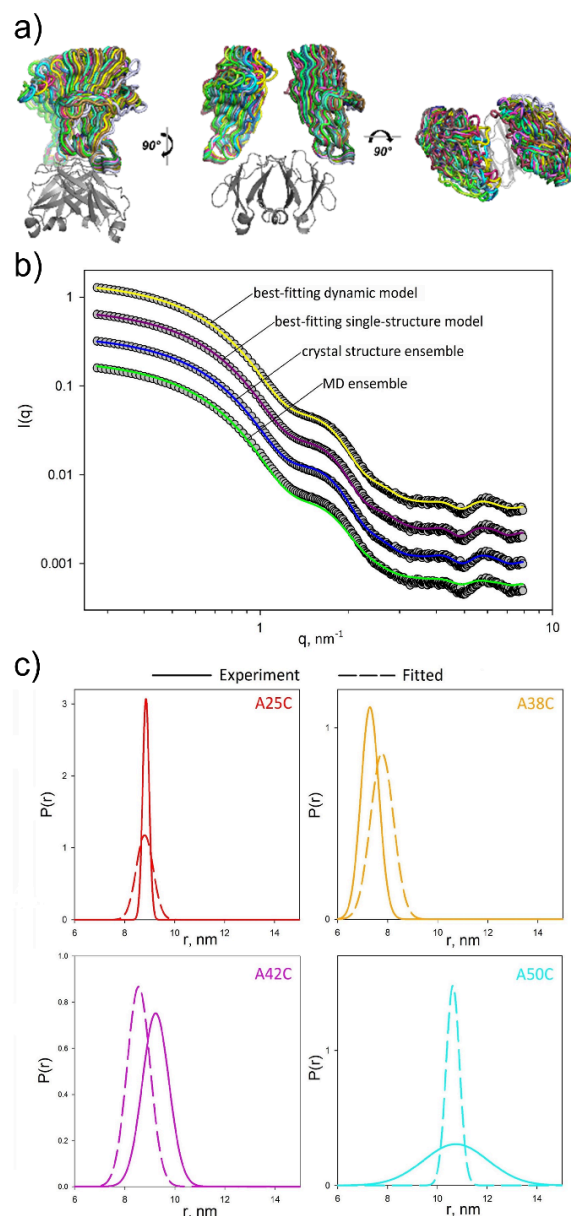 a)
90°
90°
b)
1
0.1
0.01
0.001
I(q)
best-fitting dynamic model
best-fitting single-structure model
crystal structure ensemble
MD ensemble
1
10
q, nm⁻¹
c)
Experiment
Fitted
A25C
3
2
1
0
P(r)
6 8 10 12 14
r, nm
A38C
1
0
P(r)
6 8 10 12 14
r, nm
A42C
1.0
0.8
0.6
0.4
0.2
0.0
P(r)
6 8 10 12 14
r, nm
A50C
1
0
P(r)
6 8 10 12 14
r, nm